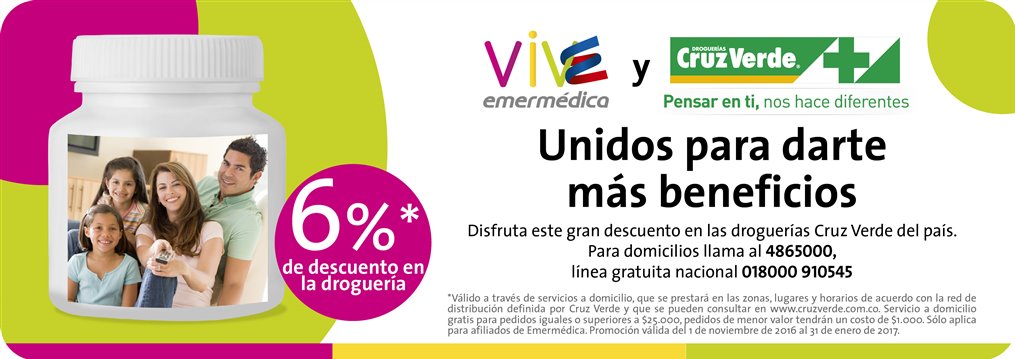 VIVE
emermédica
y
DROGUERÍAS
CruzVerde®
Pensar en ti, nos hace diferentes
Unidos para darte
más beneficios
6%*
de descuento en
la droguería
Disfruta este gran descuento en las droguerías Cruz Verde del país.
Para domicilios llama al 4865000,
línea gratuita nacional 018000 910545
*Válido a través de servicios a domicilio, que se prestará en las zonas, lugares y horarios de acuerdo con la red de
distribución definida por Cruz Verde y que se pueden consultar en www.cruzverde.com.co. Servicio a domicilio
gratis para pedidos iguales o superiores a $25.000, pedidos de menor valor tendrán un costo de $1.000. Sólo aplica
para afiliados de Emermédica. Promoción válida del 1 de noviembre de 2016 al 31 de enero de 2017.